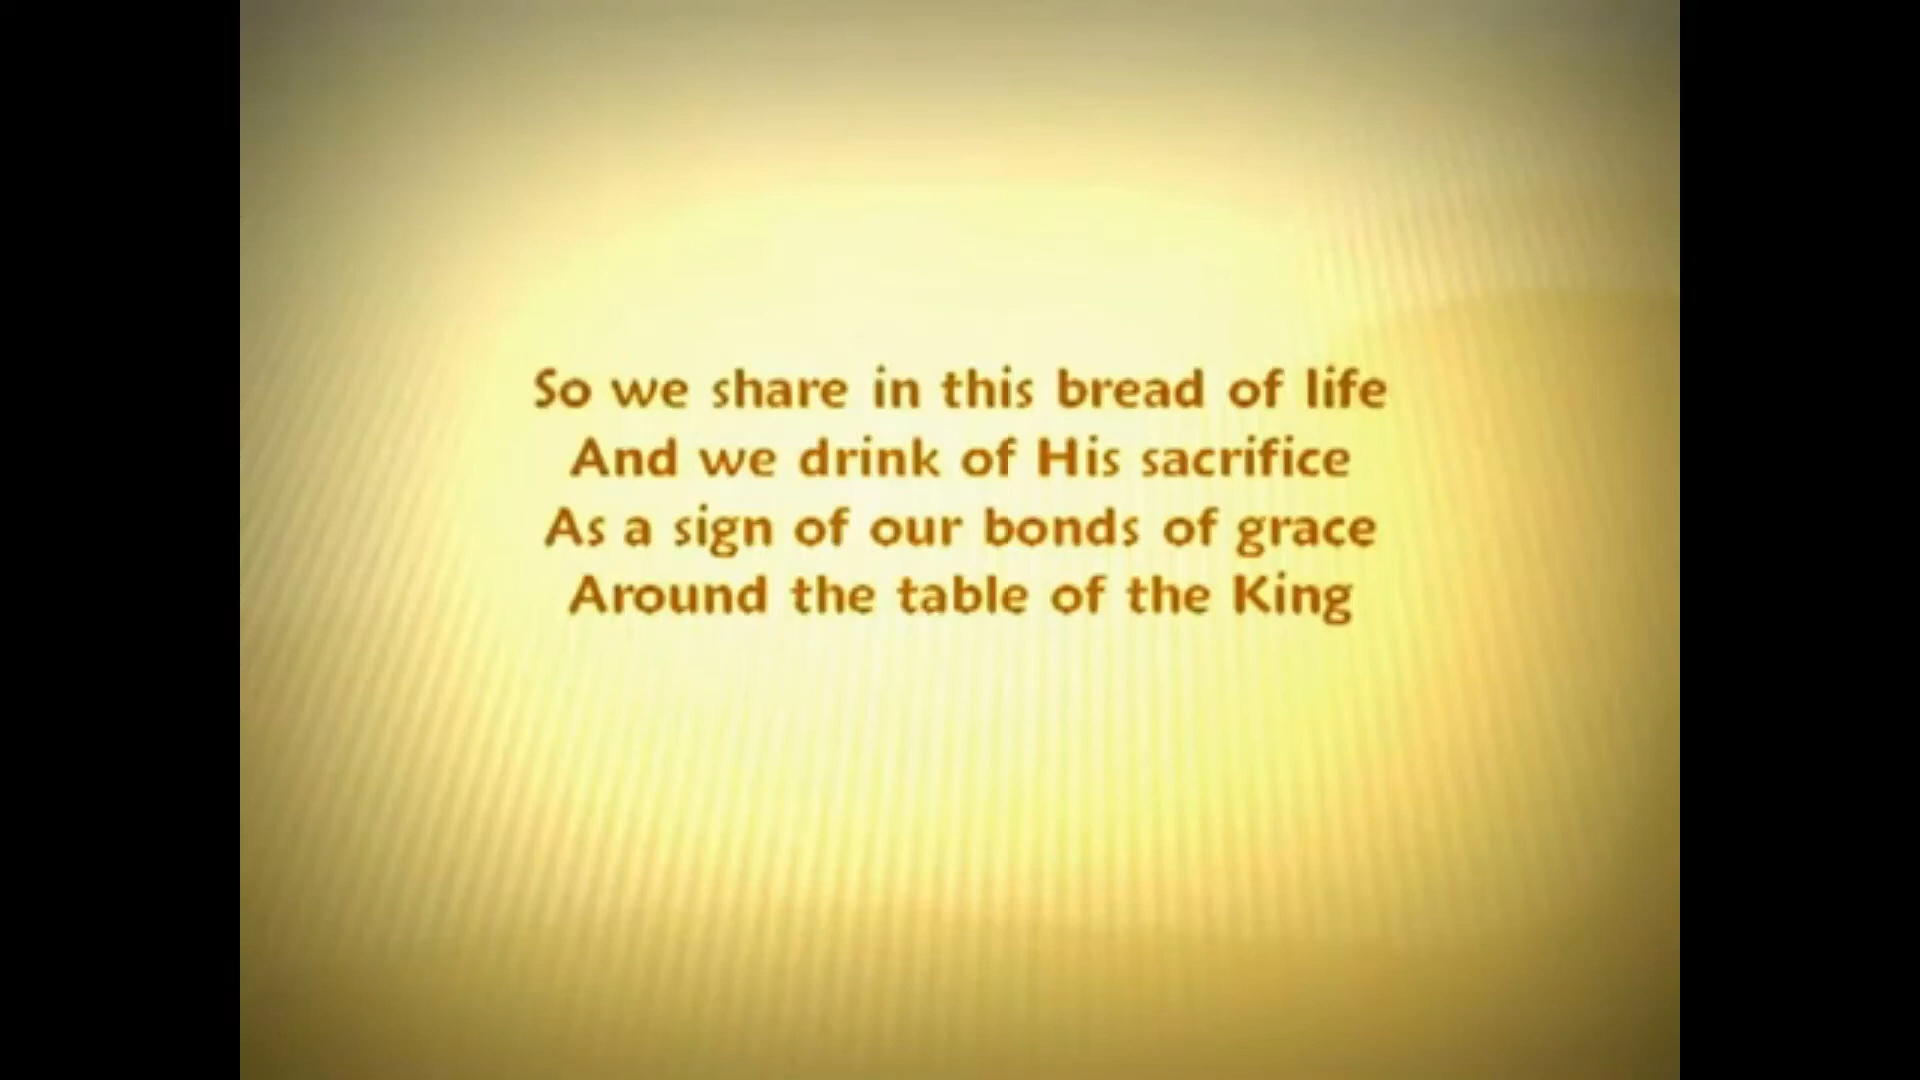 So we share in this bread of life
And we drink of His sacrifice
As a sign of our bonds of grace
Around the table of the King